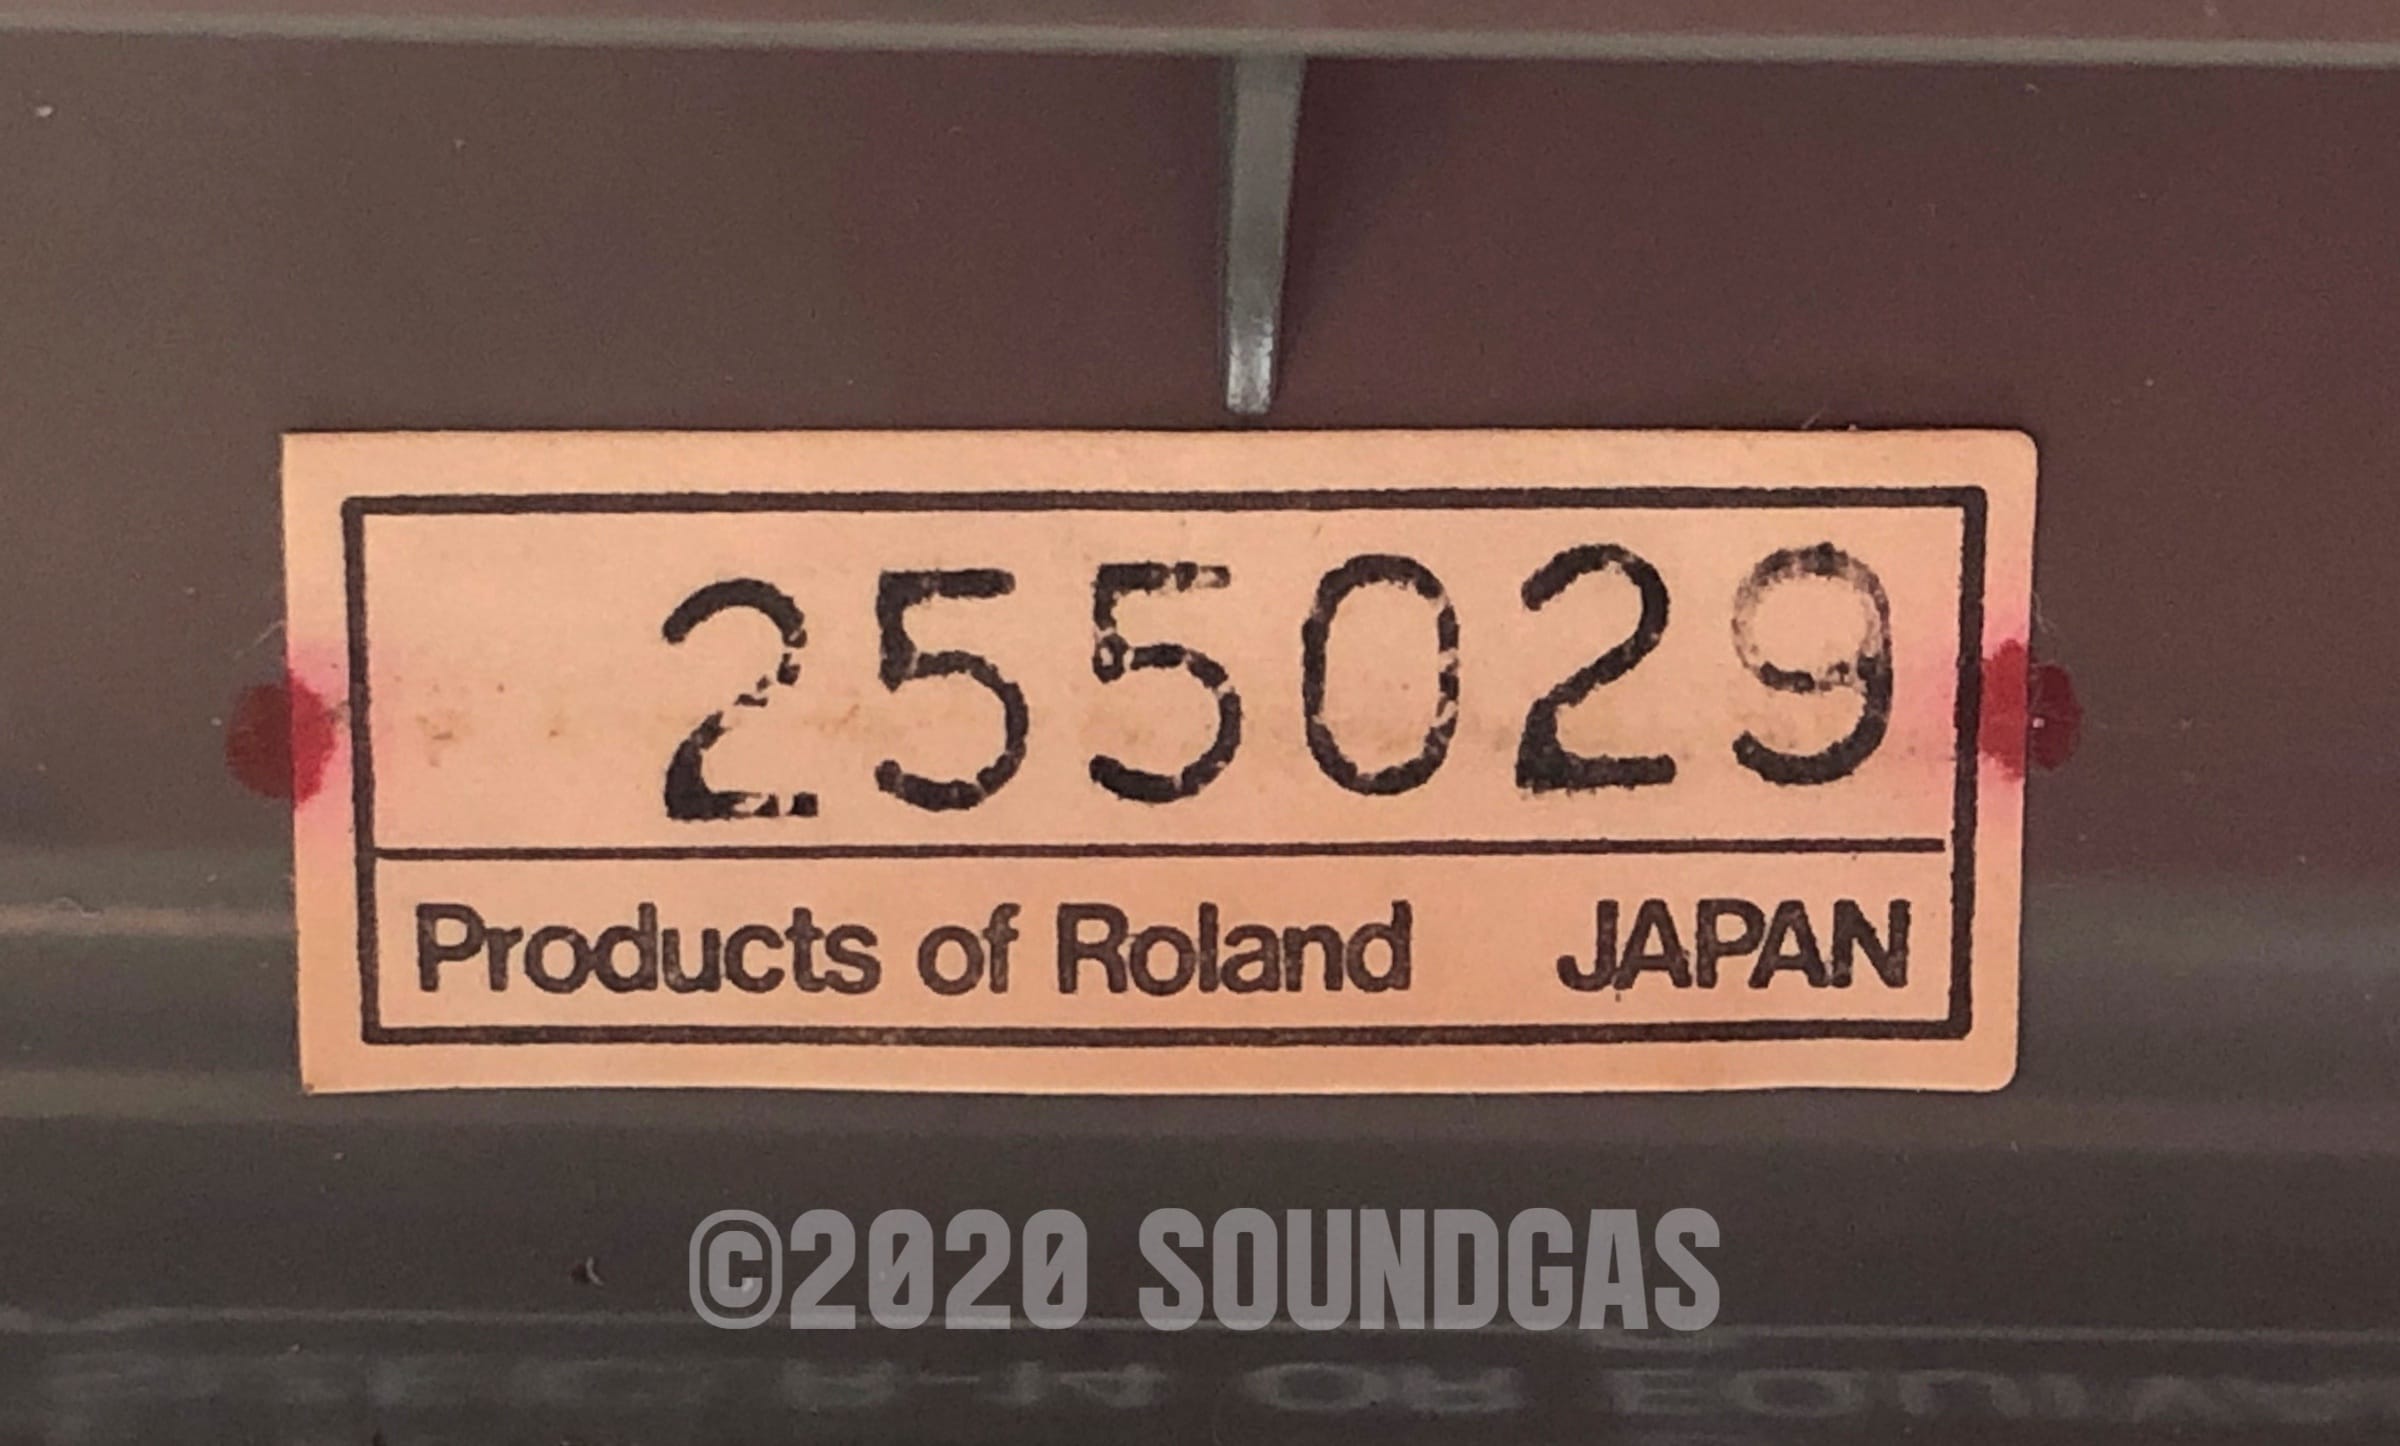 255029
Products of Roland JAPAN
©2020 SOUNDGAS